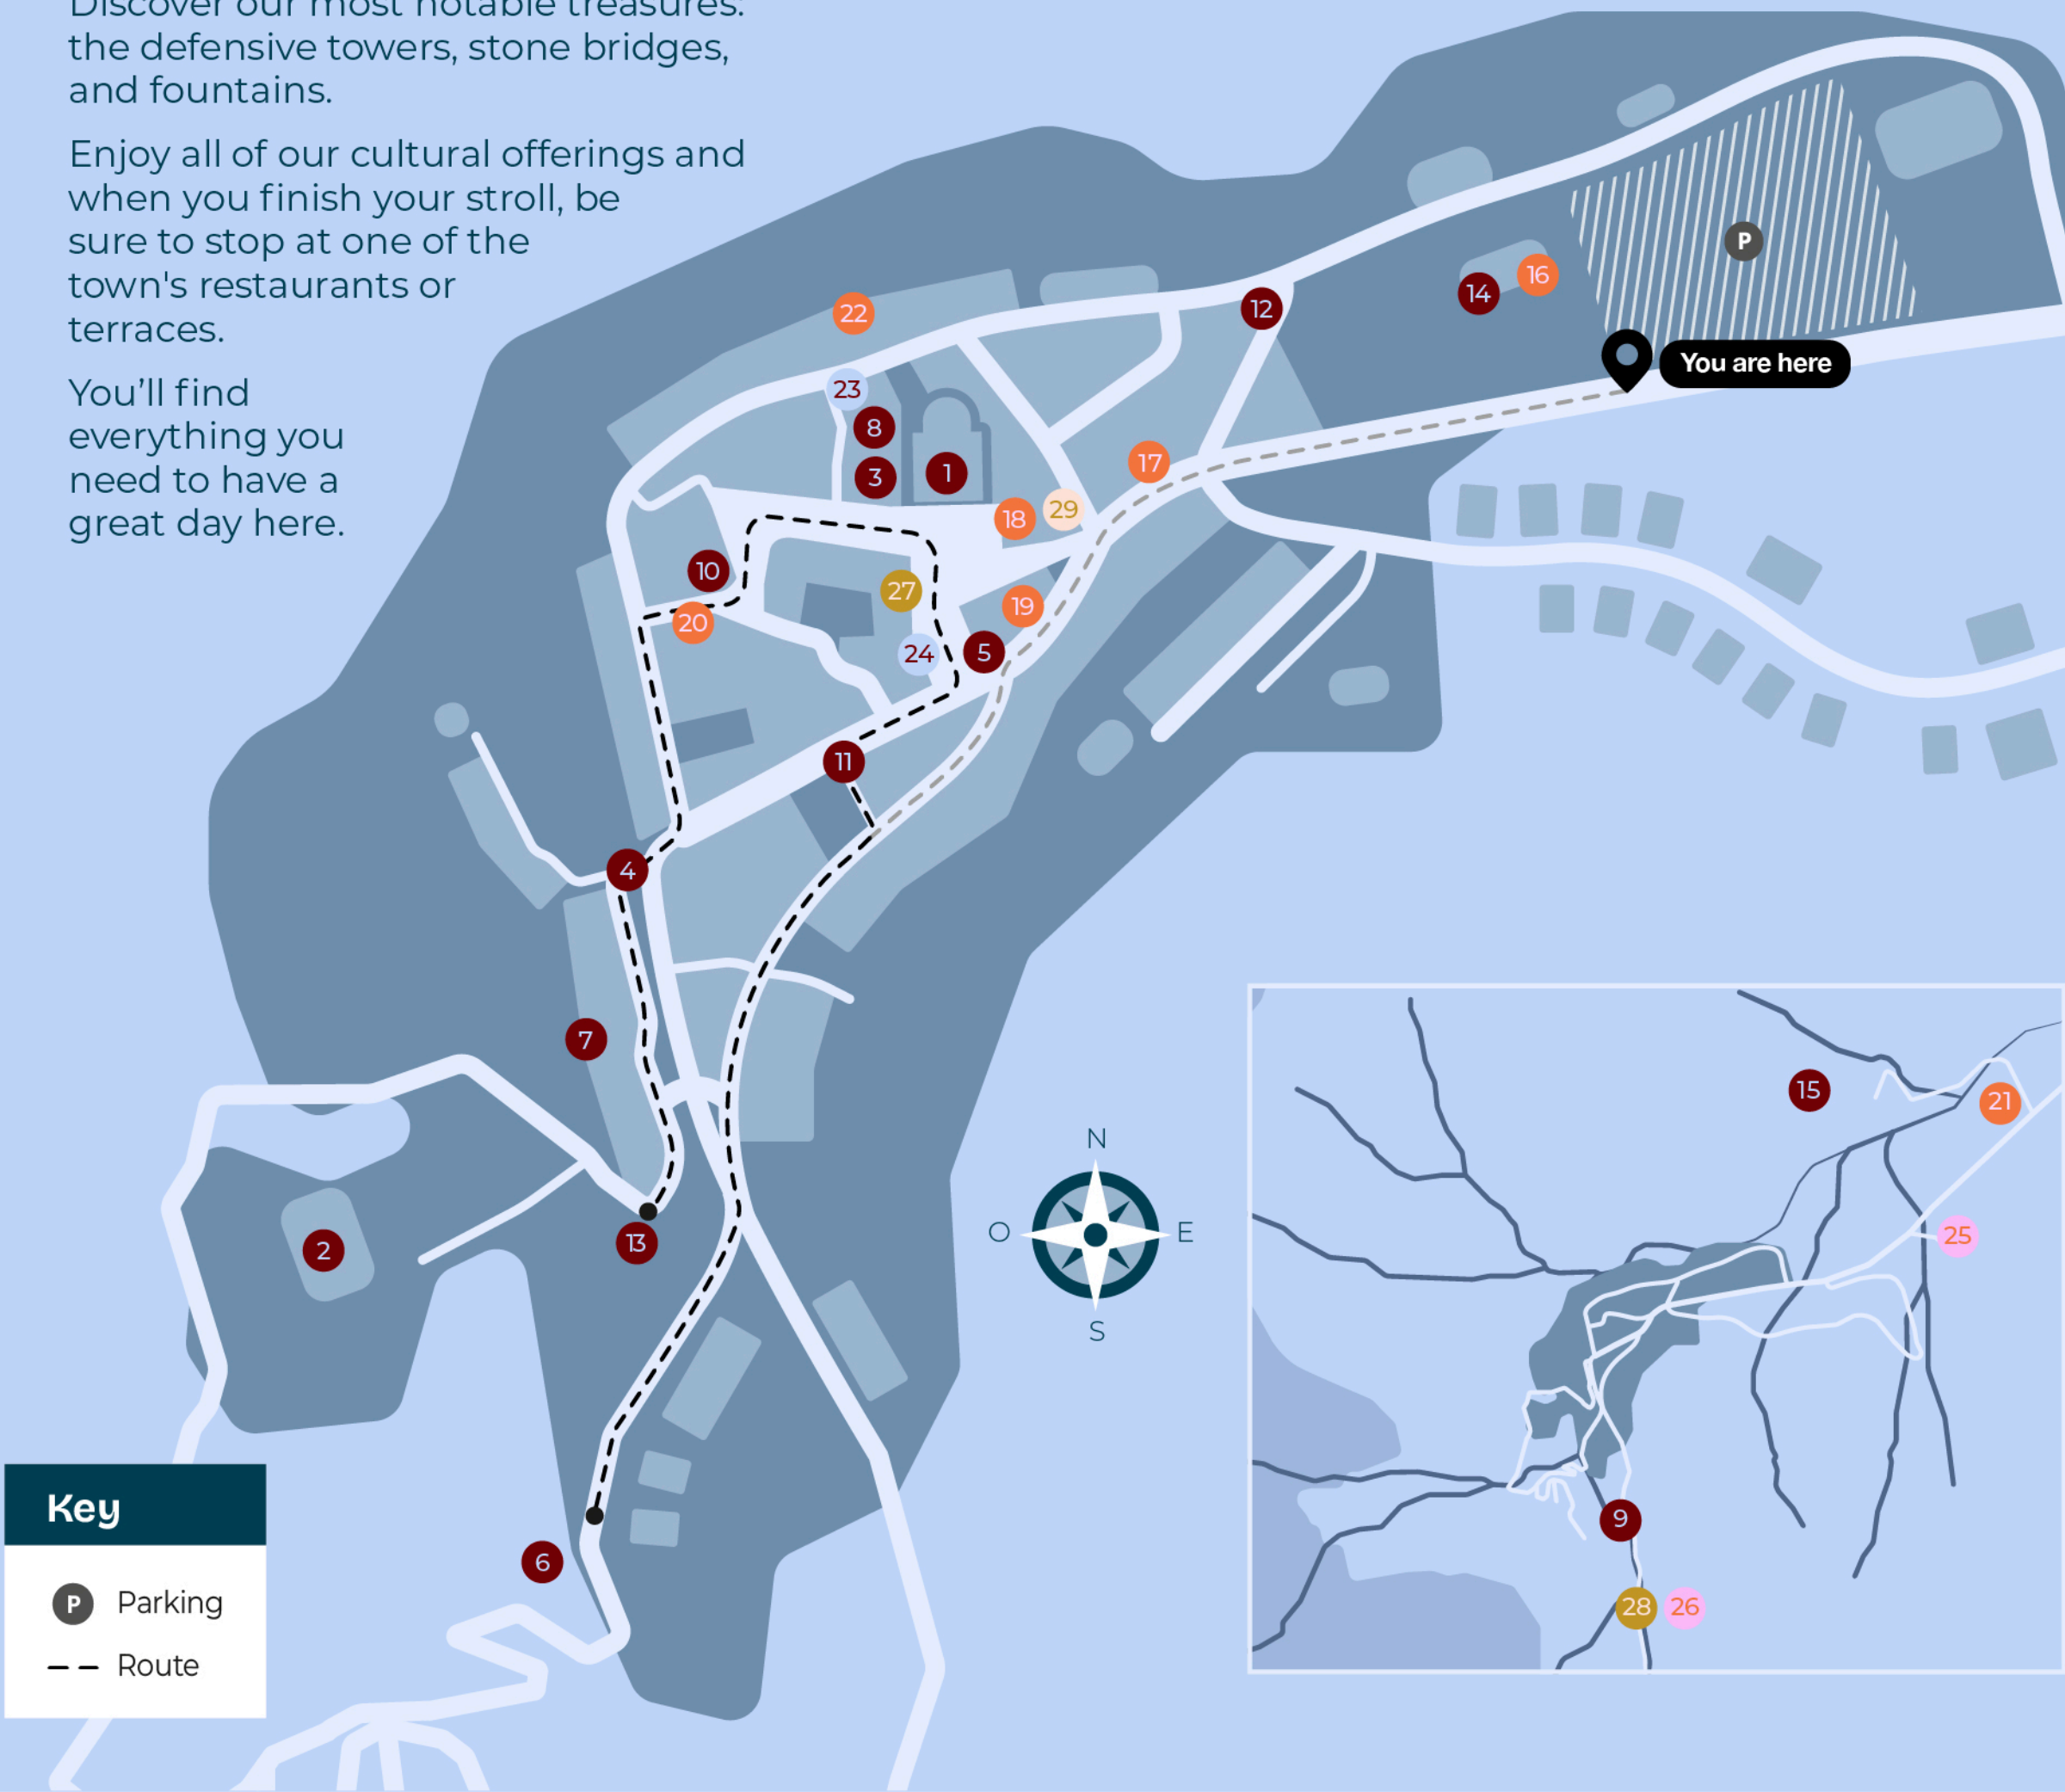 Discover our most notable treasures:
the defensive towers, stone bridges,
and fountains.
Enjoy all of our cultural offerings and
when you finish your stroll, be
sure to stop at one of the
town's restaurants or
terraces.
You’ll find
everything you
need to have a
great day here.
P
16
14
12
22
You are here
23
8
3
1
17
18
29
10
27
20
19
24
5
11
4
7
2
13
N
O
E
S
15
21
25
9
28
26
6
Key
P Parking
Route